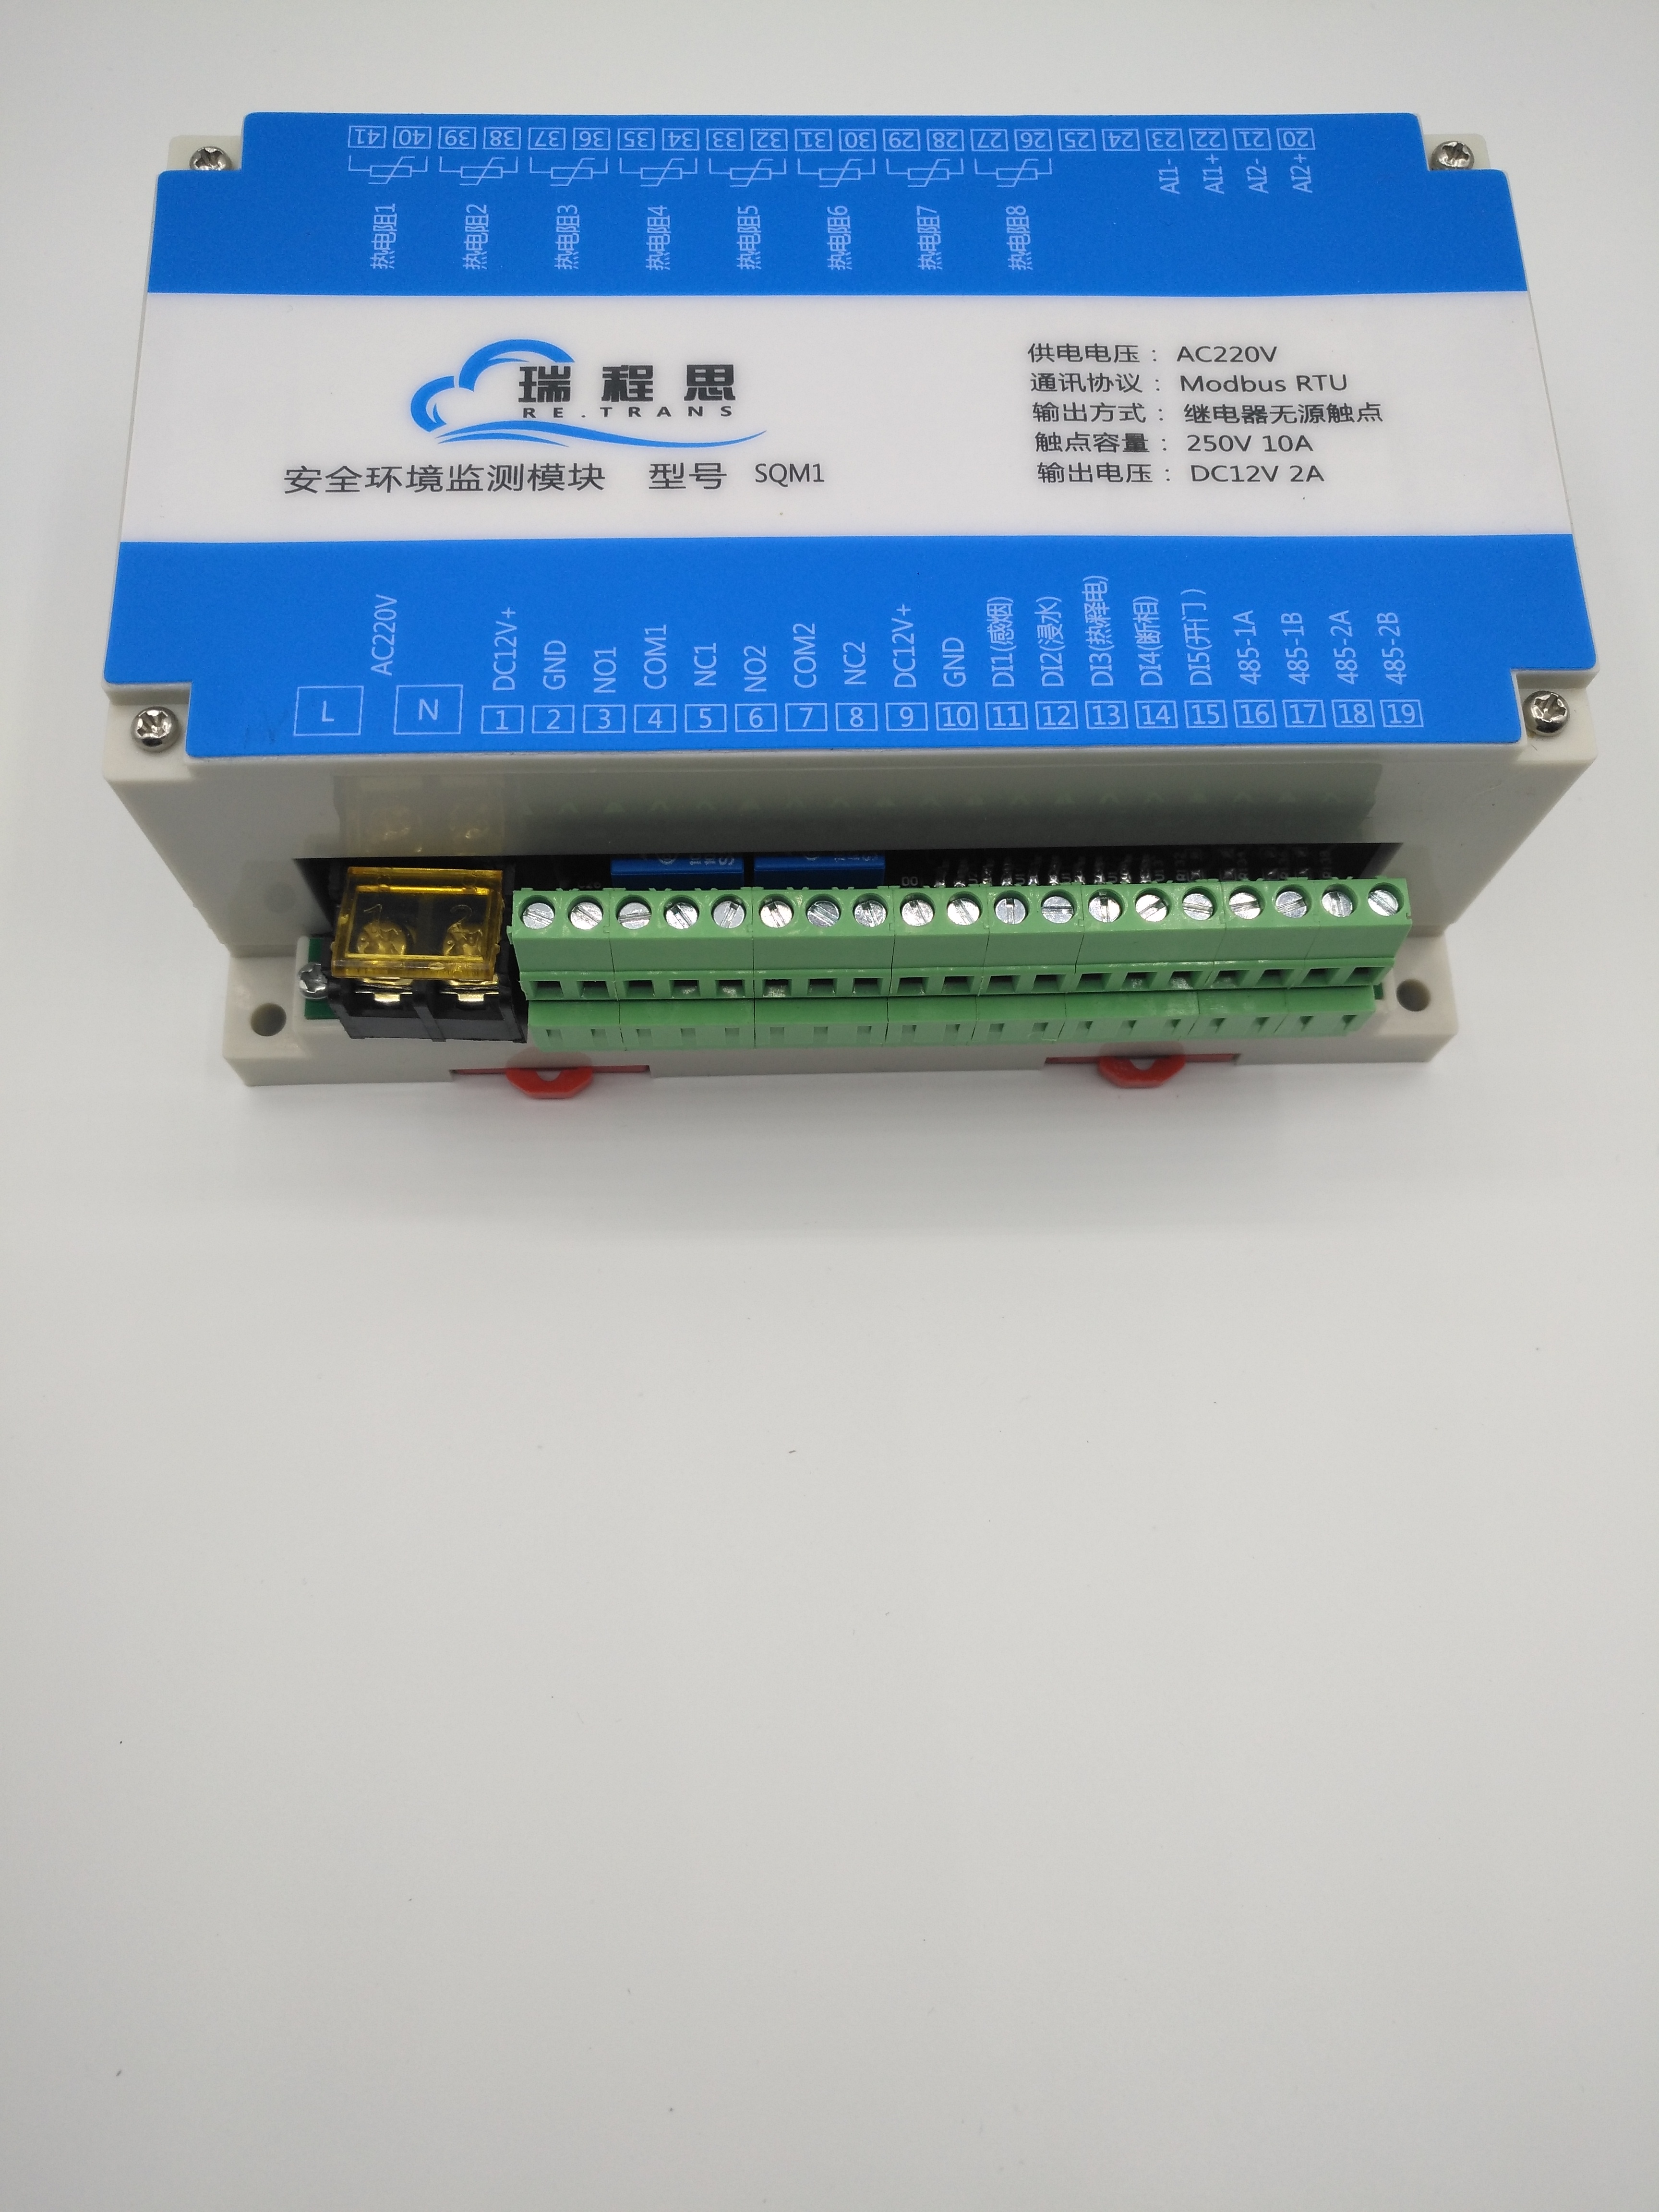 41 40 39 38 37 36 35 34 33 32 31 30 29 28 27 26 25 24 23 22 21 20
热电阻1 热电阻2 热电阻3 热电阻4 热电阻5 热电阻6 热电阻7 热电阻8 AI1- AI1+ AI2- AI2+
瑞程思
RE.TRANS
安全环境监测模块 型号 SQM1
供电电压：AC220V
通讯协议：Modbus RTU
输出方式：继电器无源触点
触点容量：250V 10A
输出电压：DC12V 2A
AC220V DC12V+ GND NO1 COM1 NC1 NO2 COM2 NC2 DC12V+ GND DI1(感烟) DI2(浸水) DI3(热释电) DI4(断相) DI5(开门) 485-1A 485-1B 485-2A 485-2B
L N 1 2 3 4 5 6 7 8 9 10 11 12 13 14 15 16 17 18 19
1 2